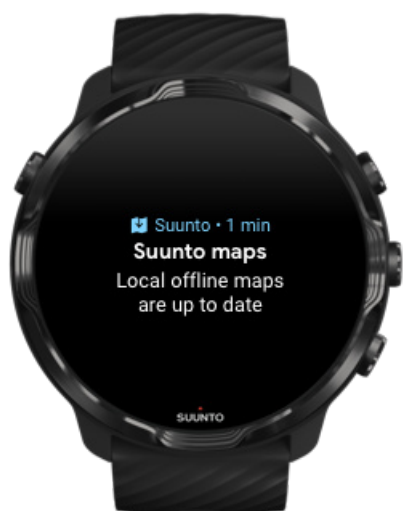 Suunto • 1 min
Suunto maps
Local offline maps
are up to date
SUUNTO